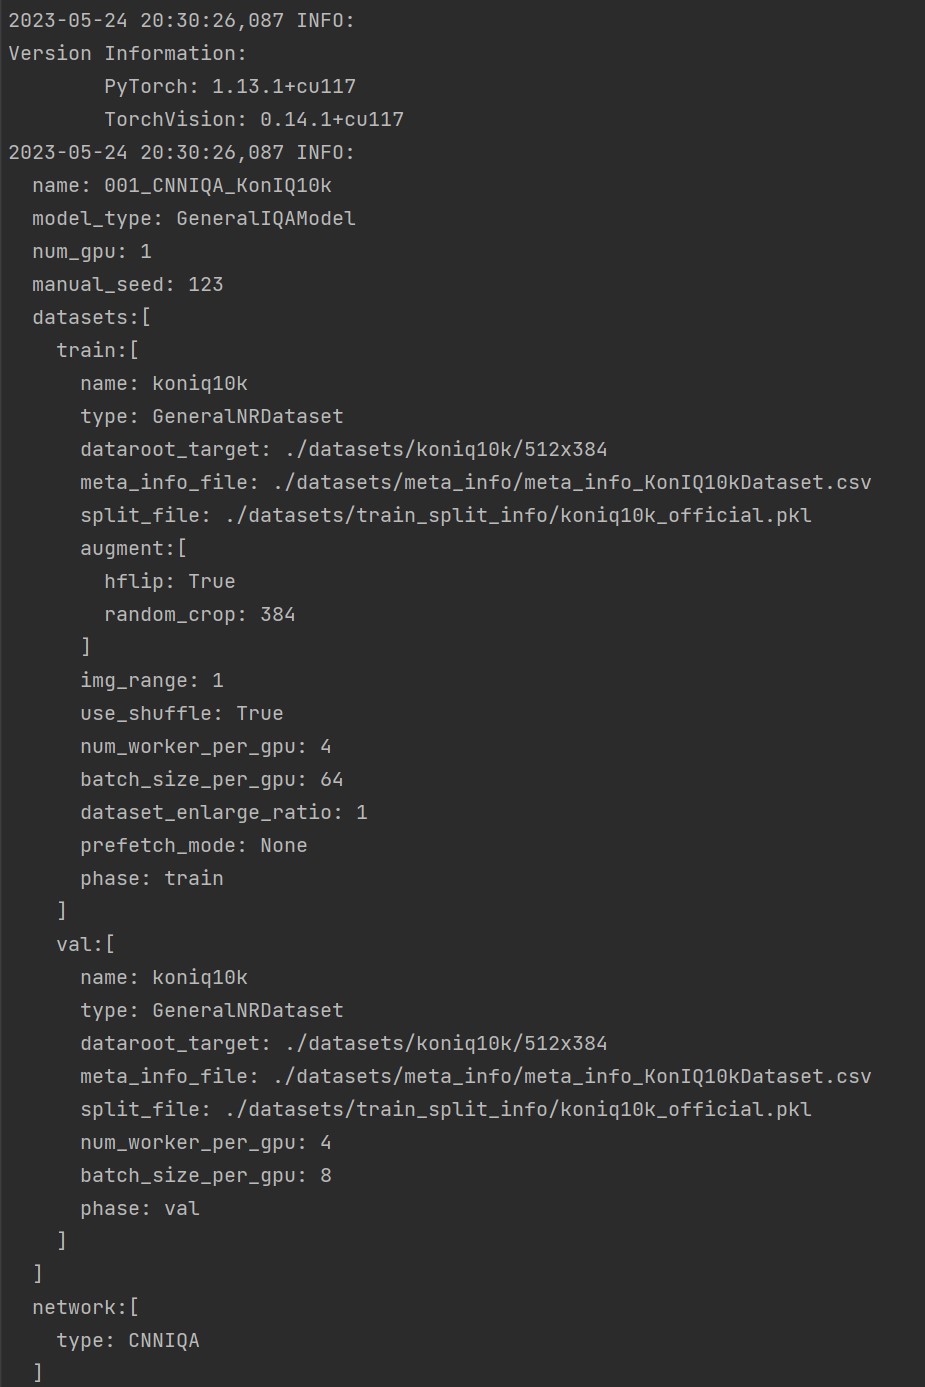 2023-05-24 20:30:26,087 INFO:
Version Information:
PyTorch: 1.13.1+cu117
TorchVision: 0.14.1+cu117
2023-05-24 20:30:26,087 INFO:
name: 001_CNNIQA_KonIQ10k
model_type: GeneralIQAModel
num_gpu: 1
manual_seed: 123
datasets:[
train:[
name: koniq10k
type: GeneralNRDataset
dataroot_target: ./datasets/koniq10k/512x384
meta_info_file: ./datasets/meta_info/meta_info_KonIQ10kDataset.csv
split_file: ./datasets/train_split_info/koniq10k_official.pkl
augment:[
hflip: True
random_crop: 384
]
img_range: 1
use_shuffle: True
num_worker_per_gpu: 4
batch_size_per_gpu: 64
dataset_enlarge_ratio: 1
prefetch_mode: None
phase: train
]
val:[
name: koniq10k
type: GeneralNRDataset
dataroot_target: ./datasets/koniq10k/512x384
meta_info_file: ./datasets/meta_info/meta_info_KonIQ10kDataset.csv
split_file: ./datasets/train_split_info/koniq10k_official.pkl
num_worker_per_gpu: 4
batch_size_per_gpu: 8
phase: val
]
]
network:[
type: CNNIQA
]